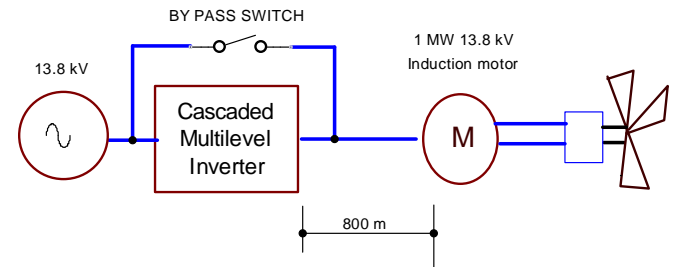 BY PASS SWITCH
13.8 kV
1 MW 13.8 kV
Induction motor
Cascaded
Multilevel
Inverter
M
800 m